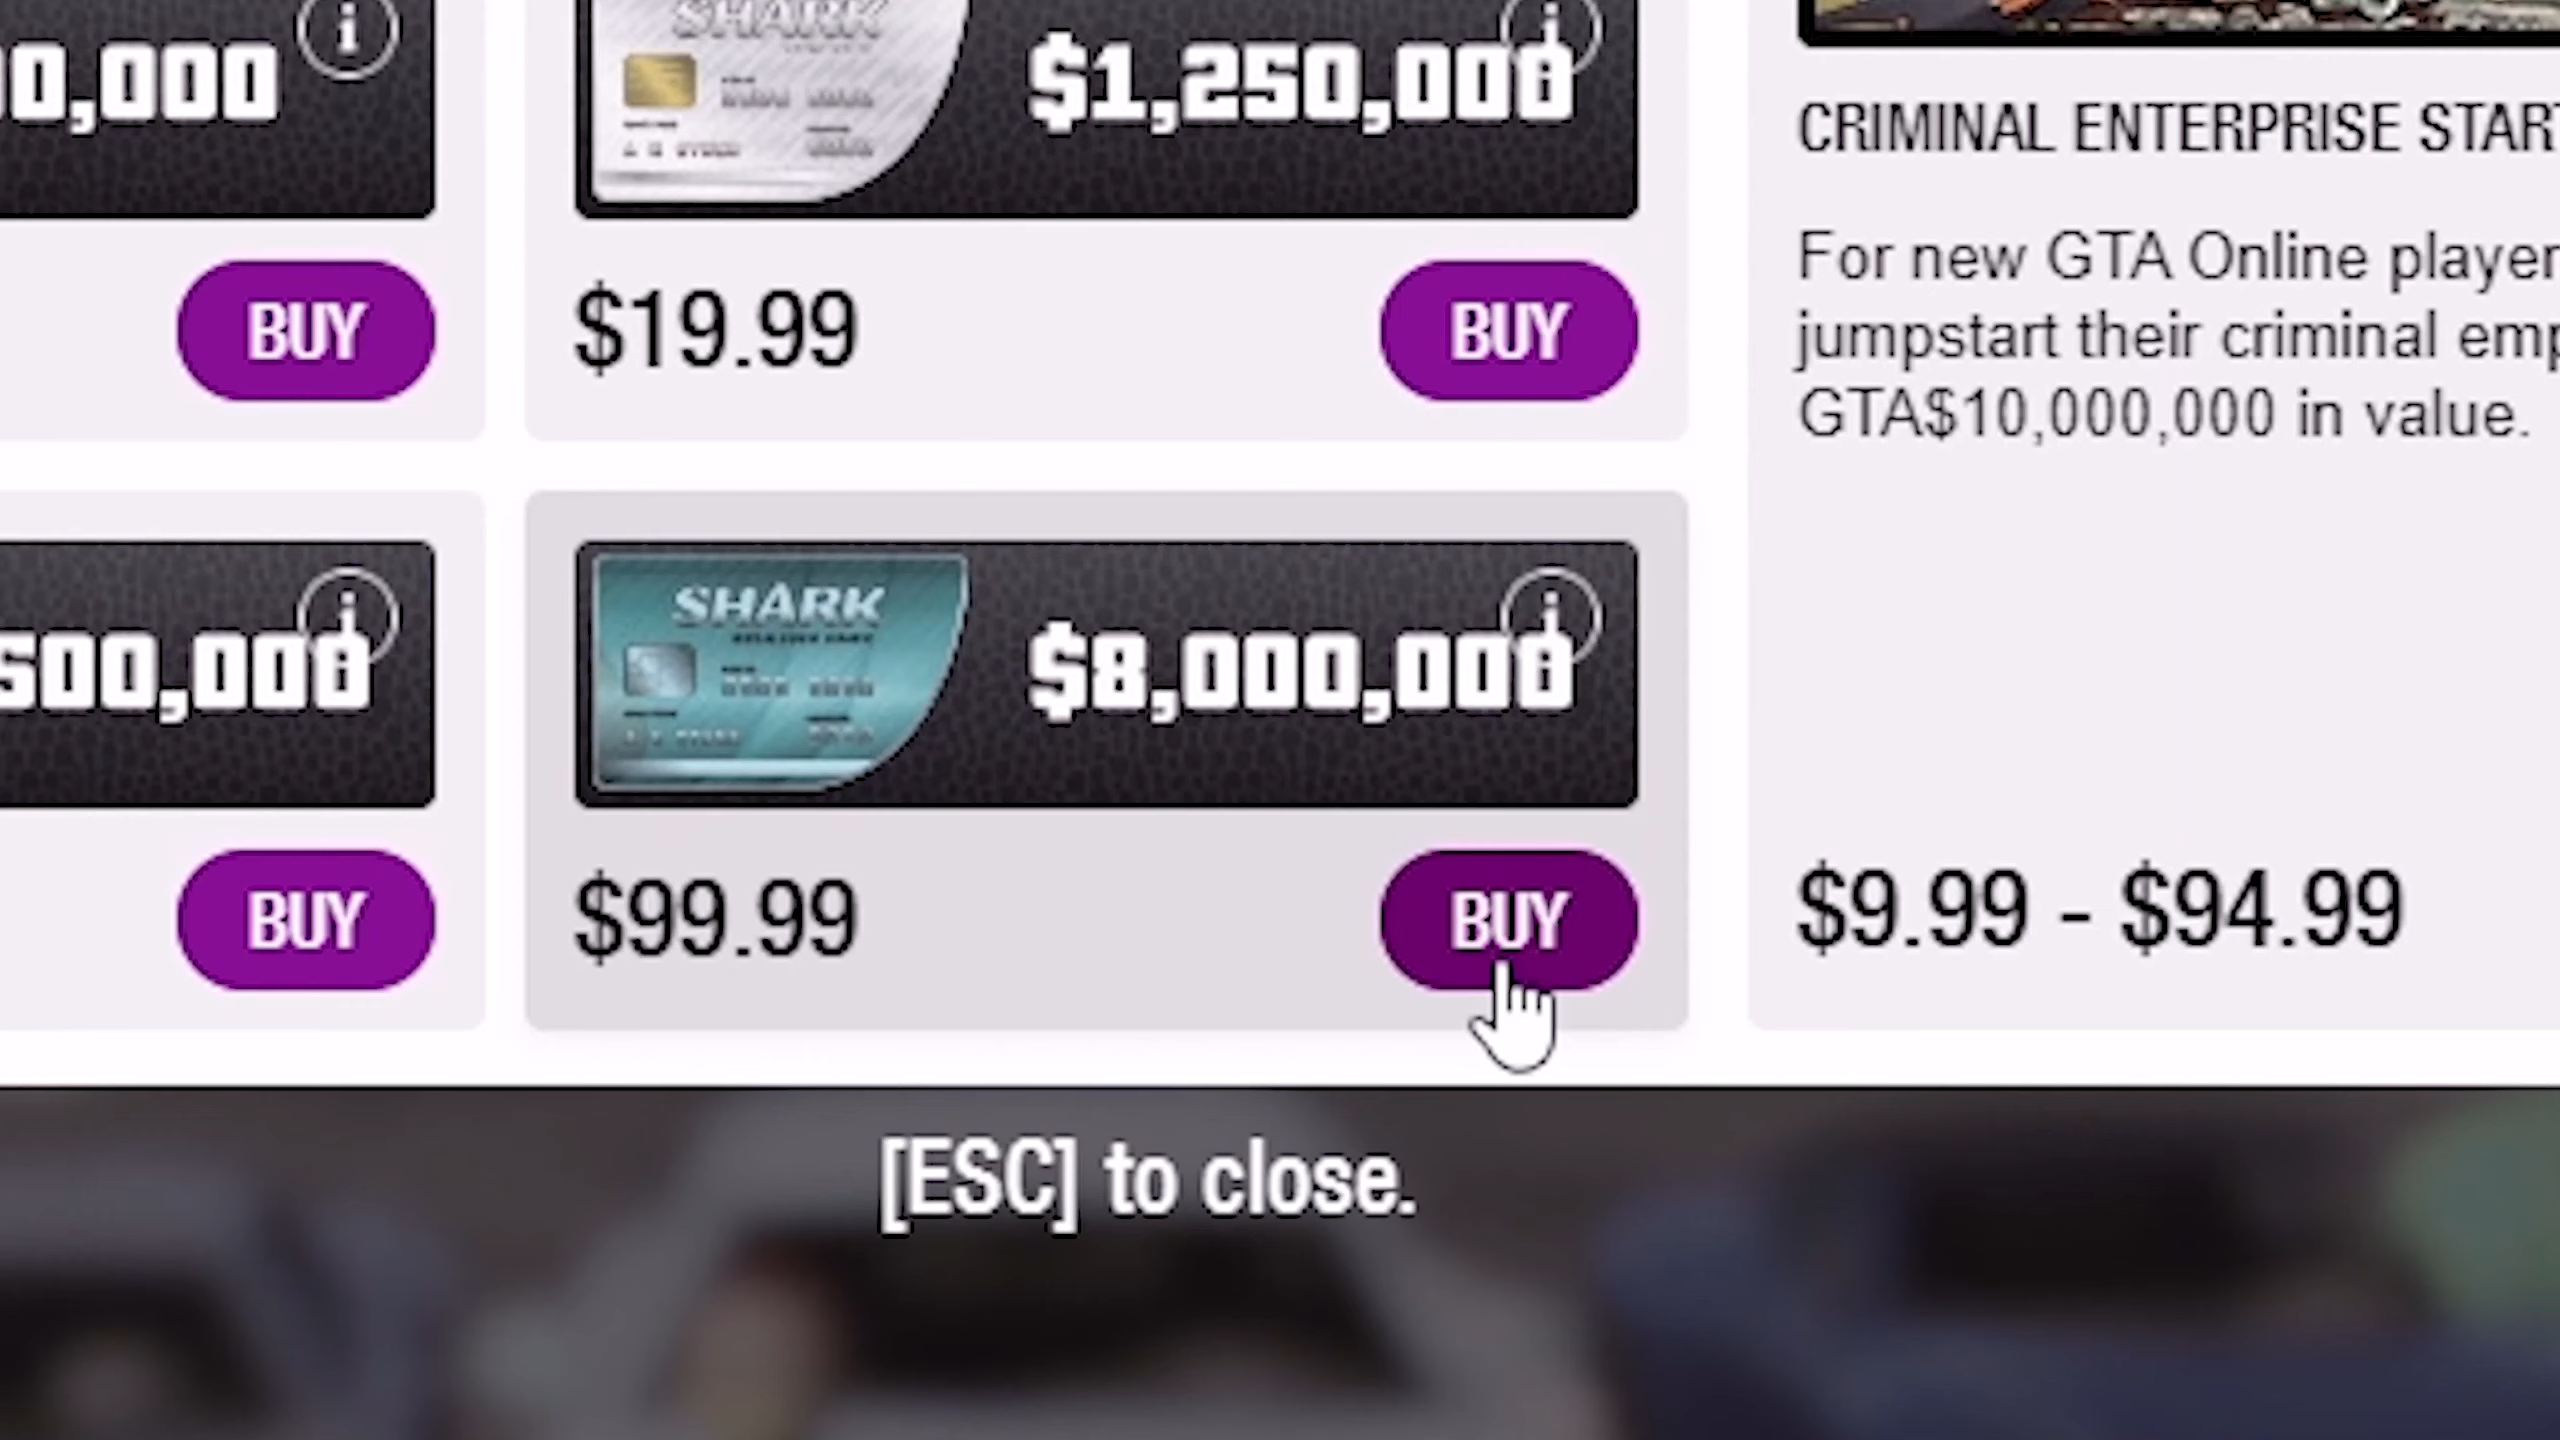 0,000
SHARK
$1,250,000
BUY
$19.99
BUY
500,000
BUY
SHARK
$8,000,000
$99.99
BUY
CRIMINAL ENTERPRISE START
For new GTA Online player
jumpstart their criminal emp
GTA$10,000,000 in value.
$9.99 - $94.99
[ESC] to close.